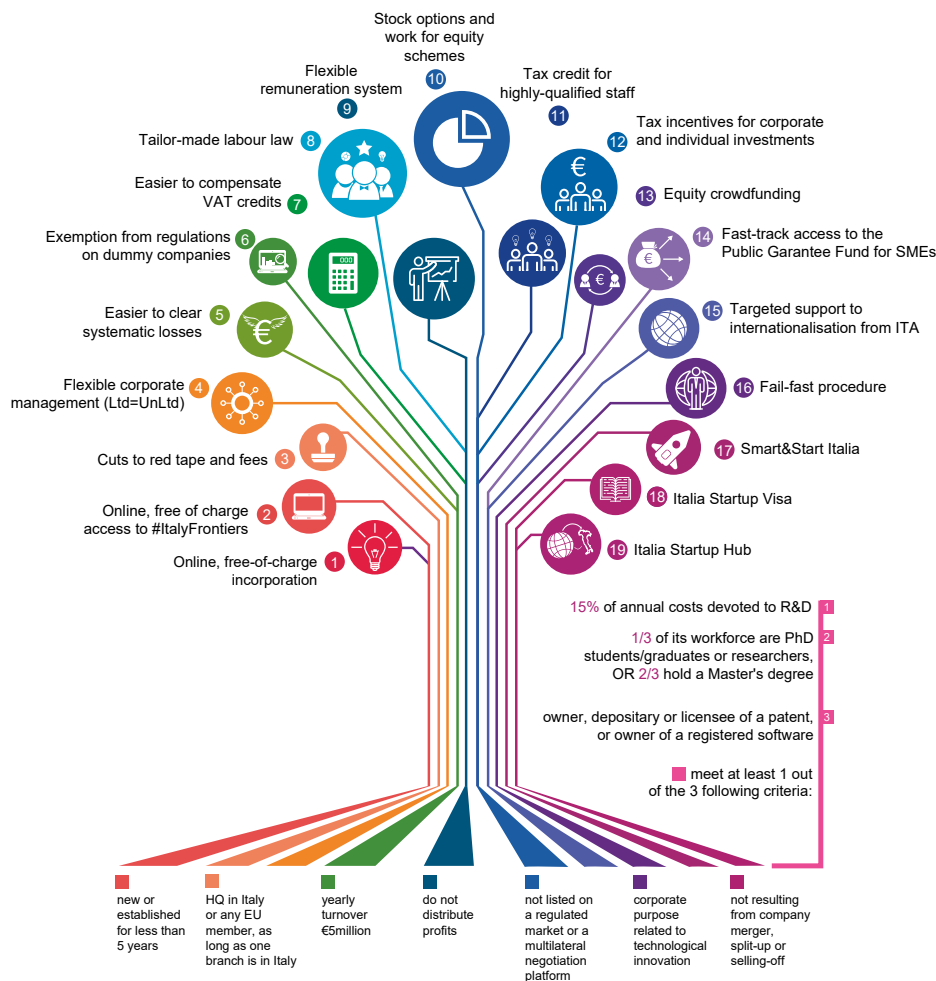 Stock options and
work for equity
schemes
10
Flexible
remuneration system
9
Tax credit for
highly-qualified staff
11
Tailor-made labour law
8
Tax incentives for corporate
and individual investments
12
Easier to compensate
VAT credits
7
Equity crowdfunding
13
€
Exemption from regulations
on dummy companies
6
000
€
€
Fast-track access to the
Public Garantee Fund for SMEs
14
Easier to clear
systematic losses
5
€
Targeted support to
internationalisation from ITA
15
Flexible corporate
management (Ltd=UnLtd)
4
16
Fail-fast procedure
Cuts to red tape and fees
3
17
Smart&Start Italia
Online, free of charge
access to #ItalyFrontiers
2
18
Italia Startup Visa
Online, free-of-charge
incorporation
1
19
Italia Startup Hub
15% of annual costs devoted to R&D
1
1/3 of its workforce are PhD
students/graduates or researchers,
OR 2/3 hold a Master's degree
2
owner, depositary or licensee of a patent,
or owner of a registered software
3
meet at least 1 out
of the 3 following criteria:
new or
established
for less than
5 years
HQ in Italy
or any EU
member, as
long as one
branch is in Italy
yearly
turnover
€5million
do not
distribute
profits
not listed on
a regulated
market or a
multilateral
negotiation
platform
corporate
purpose
related to
technological
innovation
not resulting
from company
merger,
split-up or
selling-off